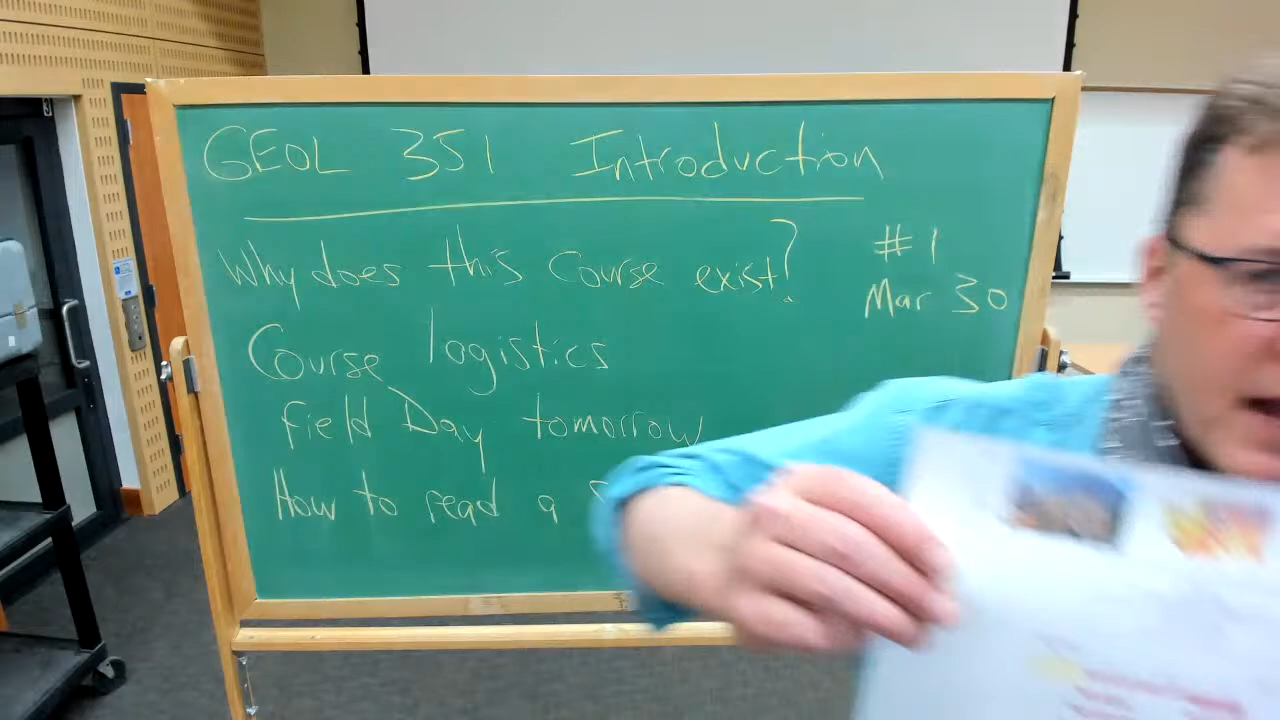 GEOL 351 Introduction
Why does this Course exist?
#1
Mar 30
Course logistics
field Day tomorrow
How to read a